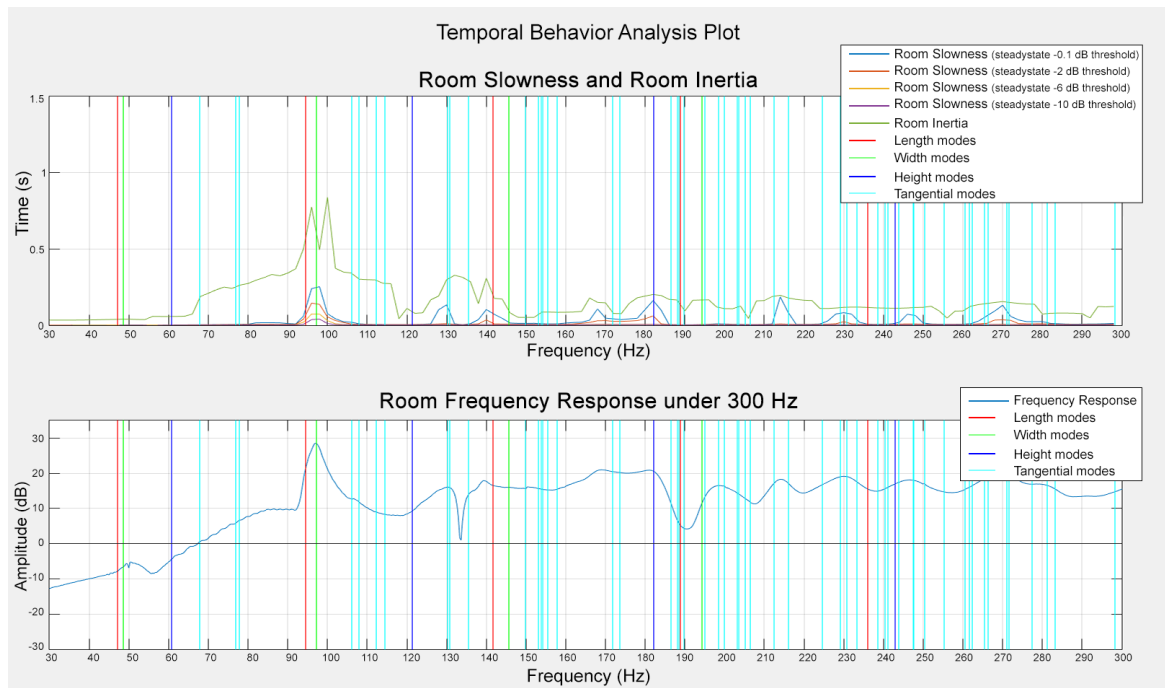 Temporal Behavior Analysis Plot
Room Slowness and Room Inertia
Room Slowness (steadystate -0.1 dB threshold)
Room Slowness (steadystate -2 dB threshold)
Room Slowness (steadystate -6 dB threshold)
Room Slowness (steadystate -10 dB threshold)
Room Inertia
Length modes
Width modes
Height modes
Tangential modes
Time (s)
1.5
1
0.5
0
30 40 50 60 70 80 90 100 110 120 130 140 150 160 170 180 190 200 210 220 230 240 250 260 270 280 290 300
Frequency (Hz)
Room Frequency Response under 300 Hz
Frequency Response
Length modes
Width modes
Height modes
Tangential modes
Amplitude (dB)
30
20
10
0
-10
-20
-30
30 40 50 60 70 80 90 100 110 120 130 140 150 160 170 180 190 200 210 220 230 240 250 260 270 280 290 300
Frequency (Hz)